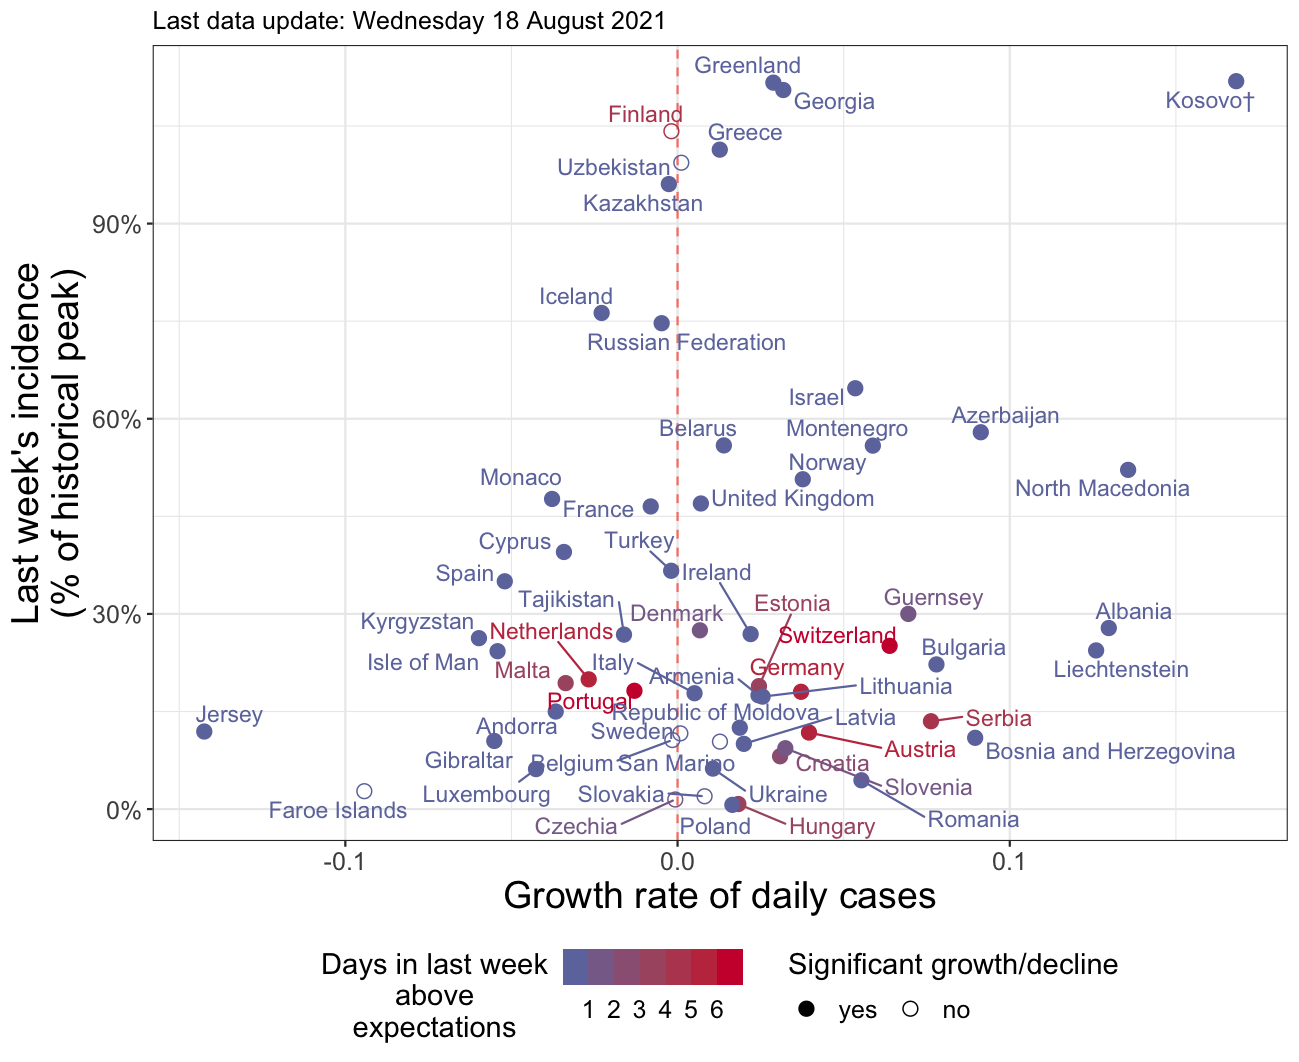 Last data update: Wednesday 18 August 2021
Greenland
Georgia
Kosovo†
Finland
Greece
Uzbekistan
Kazakhstan
90%
Iceland
Russian Federation
Israel
60%
Azerbaijan
Belarus
Montenegro
Norway
North Macedonia
Monaco
United Kingdom
France
Turkey
Cyprus
Ireland
Spain
Tajikistan
Estonia
Guernsey
30%
Denmark
Albania
Kyrgyzstan
Netherlands
Switzerland
Bulgaria
Isle of Man
Italy
Germany
Liechtenstein
Malta
Armenia
Lithuania
Portugal
Republic of Moldova
Jersey
Latvia
Serbia
Andorra
Sweden
Austria
Bosnia and Herzegovina
Gibraltar
Belgium
San Marino
Croatia
Slovenia
Luxembourg
Slovakia
Ukraine
0%
Faroe Islands
Czechia
Poland
Hungary
Romania
-0.1
0.0
0.1
Last week's incidence
(% of historical peak)
Growth rate of daily cases
Days in last week
above
expectations
1 2 3 4 5 6
Significant growth/decline
yes
no